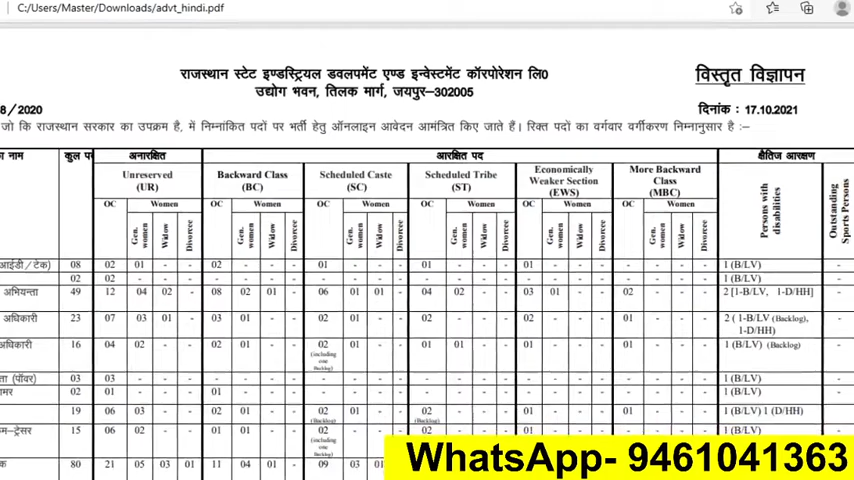 C:/Users/Master/Downloads/advt_hindi.pdf
राजस्थान स्टेट इण्डस्ट्रियल डवलपमेंट एण्ड इन्वेस्टमेंट कॉरपोरेशन लि0
विस्तृत विज्ञापन
उद्योग भवन, तिलक मार्ग, जयपुर–302005
8/2020
दिनांक : 17.10.2021
जो कि राजस्थान सरकार का उपक्रम है, में निम्नांकित पदों पर भर्ती हेतु ऑनलाइन आवेदन आमंत्रित किए जाते हैं। रिक्त पदों का वर्गवार वर्गीकरण निम्नानुसार है :–
का नाम कुल प अनारक्षित आरक्षित पद क्षैतिज आरक्षण
Unreserved (UR) Backward Class (BC) Scheduled Caste (SC) Scheduled Tribe (ST) Economically Weaker Section (EWS) More Backward Class (MBC) Persons with disabilities Outstanding Sports Persons
OC Women OC Women OC Women OC Women OC Women OC Women
Gen. women Widow Divorcee Gen. women Widow Divorcee Gen. women Widow Divorcee Gen. women Widow Divorcee Gen. women Widow Divorcee Gen. women Widow Divorcee
आईडी/टेक) 08 02 01 - - 02 - - - 01 - - - 01 - - - 01 - - - - - - - 1 (B/LV) -
02 02 - - - - - - - - - - - - - - - - - - - - - - - 1 (B/LV) -
अभियन्ता 49 12 04 02 - 08 02 01 - 06 01 01 - 04 02 - - 03 01 - - 02 - - - 2 [1-B/LV, 1-D/HH] -
अधिकारी 23 07 03 01 - 03 01 - - 02 01 - - 02 - - - 02 - - - 01 - - - 2 ( 1-B/LV (Backlog), 1-D/HH) -
अधिकारी 16 04 02 - - 02 01 - - 02 (including one Backlog) 01 - - 01 01 - - 01 - - - 01 - - - 1 (B/LV) (Backlog) -
ता (पॉवर) 03 03 - - - - - - - - - - - - - - - - - - - - - - - 1 (B/LV) -
ामर 02 01 - - - 01 - - - - - - - - - - - - - - - - - - - 1 (B/LV) -
19 06 03 - - 02 01 - - 02 (Backlog) 01 - - 02 (Backlog) - - - 01 - - - 01 - - - 1 (B/LV) 1 (D/HH) -
म–ट्रेसर 15 06 02 - - 01 - - - 02 (including one Backlog) - - - 02 - - - 01 - - - 01 - - - 1 (B/LV) -
क 80 21 05 03 01 11 04 01 - 09 03 01
WhatsApp- 9461041363